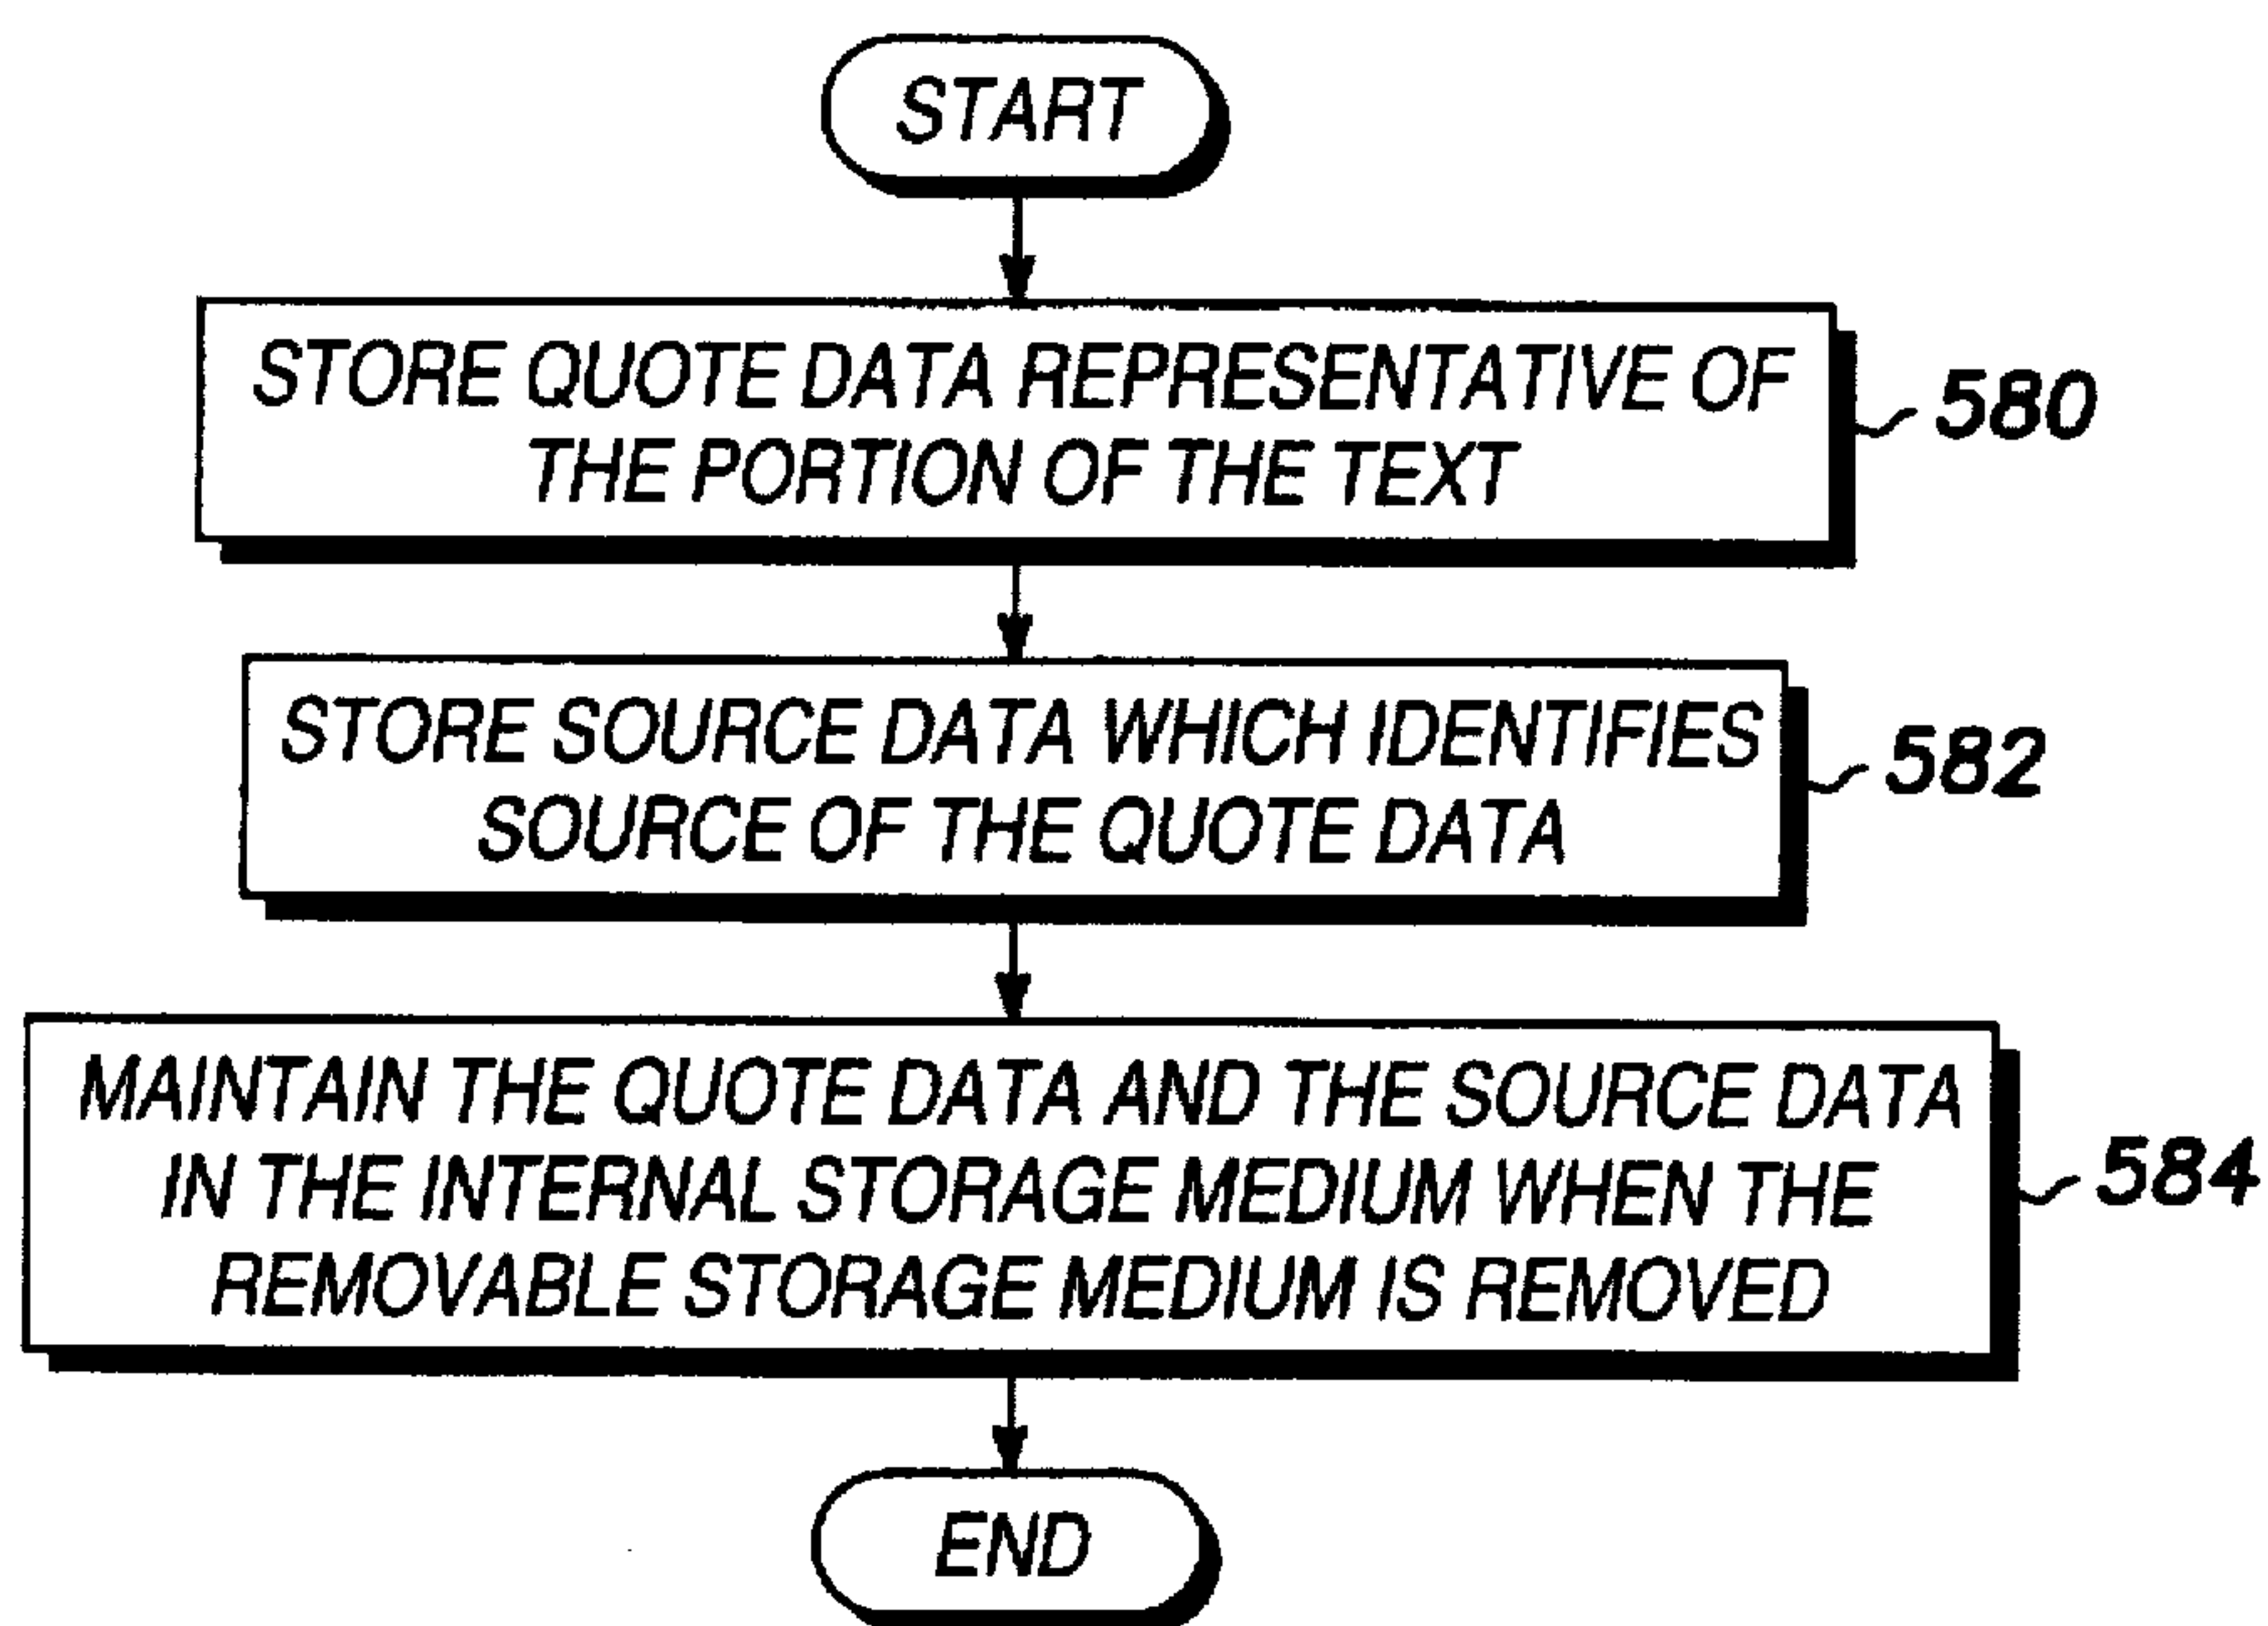 START
STORE QUOTE DATA REPRESENTATIVE OF
THE PORTION OF THE TEXT
580
STORE SOURCE DATA WHICH IDENTIFIES
SOURCE OF THE QUOTE DATA
582
MAINTAIN THE QUOTE DATA AND THE SOURCE DATA
IN THE INTERNAL STORAGE MEDIUM WHEN THE
REMOVABLE STORAGE MEDIUM IS REMOVED
584
END